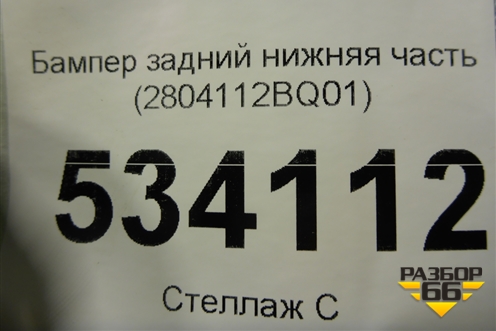 Бампер задний нижняя часть
(2804112BQ01)
534112
Стеллаж С
РАЗБОР
66